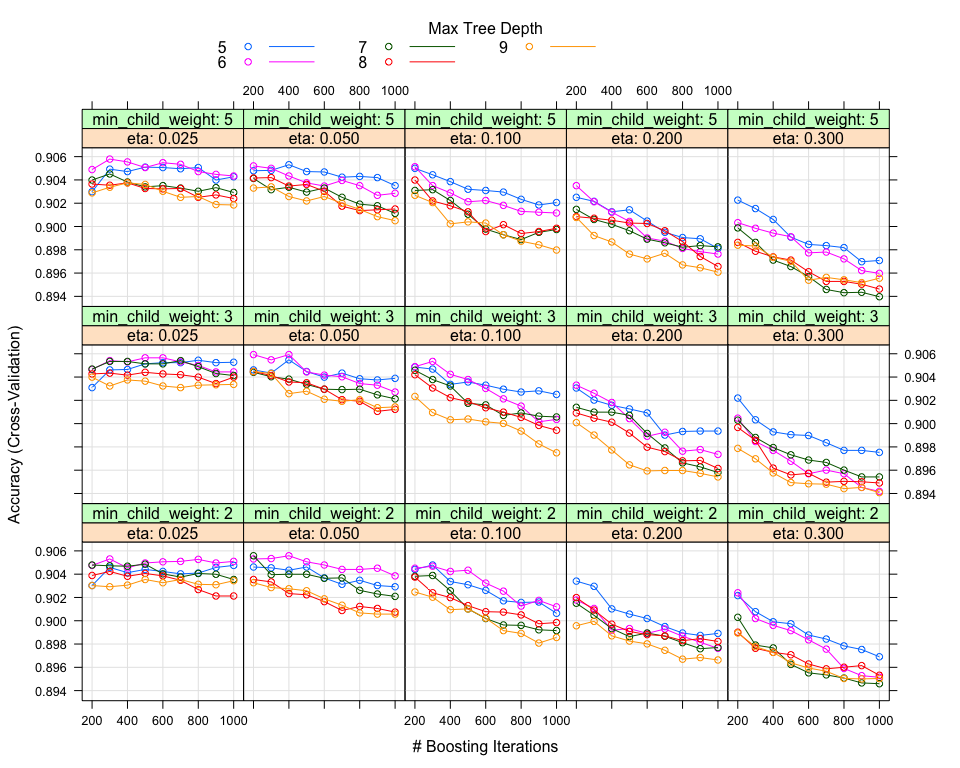 Max Tree Depth
5 7 9
6 8
200 400 600 800 1000 200 400 600 800 1000
min_child_weight: 5 min_child_weight: 5 min_child_weight: 5 min_child_weight: 5 min_child_weight: 5
eta: 0.025 eta: 0.050 eta: 0.100 eta: 0.200 eta: 0.300
0.906
0.904
0.902
0.900
0.898
0.896
0.894
min_child_weight: 3 min_child_weight: 3 min_child_weight: 3 min_child_weight: 3 min_child_weight: 3
eta: 0.025 eta: 0.050 eta: 0.100 eta: 0.200 eta: 0.300
0.906
0.904
0.902
0.900
0.898
0.896
0.894
min_child_weight: 2 min_child_weight: 2 min_child_weight: 2 min_child_weight: 2 min_child_weight: 2
eta: 0.025 eta: 0.050 eta: 0.100 eta: 0.200 eta: 0.300
0.906
0.904
0.902
0.900
0.898
0.896
0.894
200 400 600 800 1000 200 400 600 800 1000 200 400 600 800 1000
# Boosting Iterations
Accuracy (Cross-Validation)